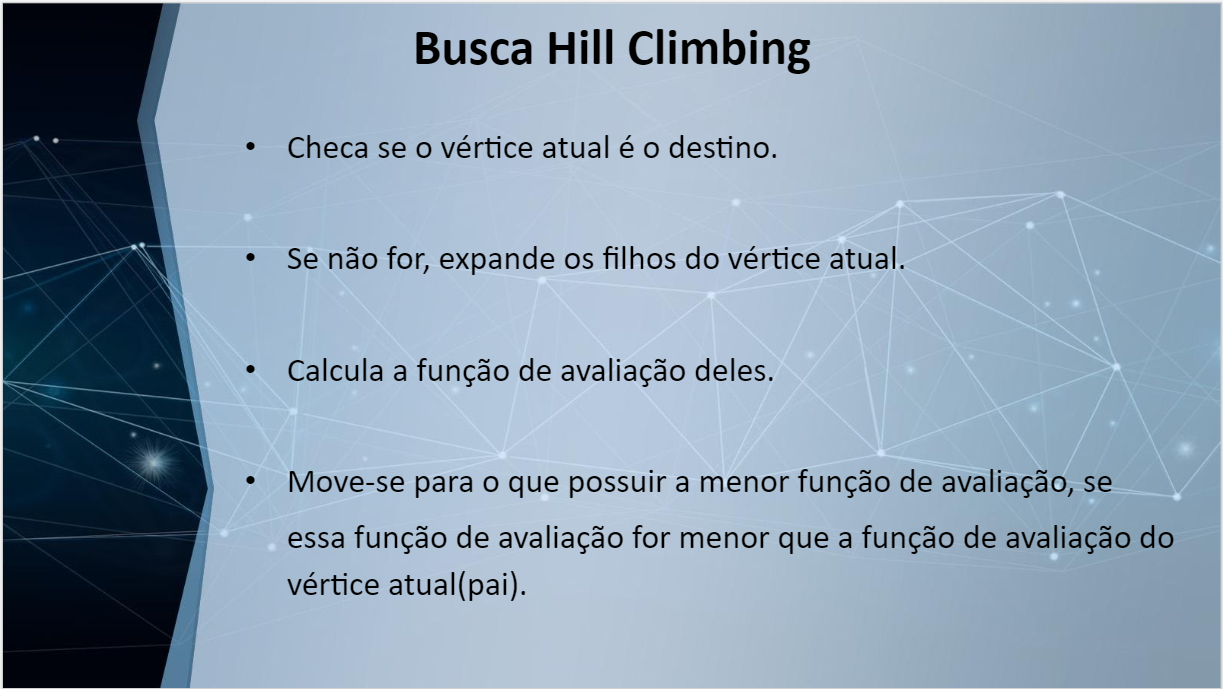 Busca Hill Climbing
• Checa se o vértice atual é o destino.
• Se não for, expande os filhos do vértice atual.
• Calcula a função de avaliação deles.
• Move-se para o que possuir a menor função de avaliação, se
essa função de avaliação for menor que a função de avaliação do
vértice atual(pai).